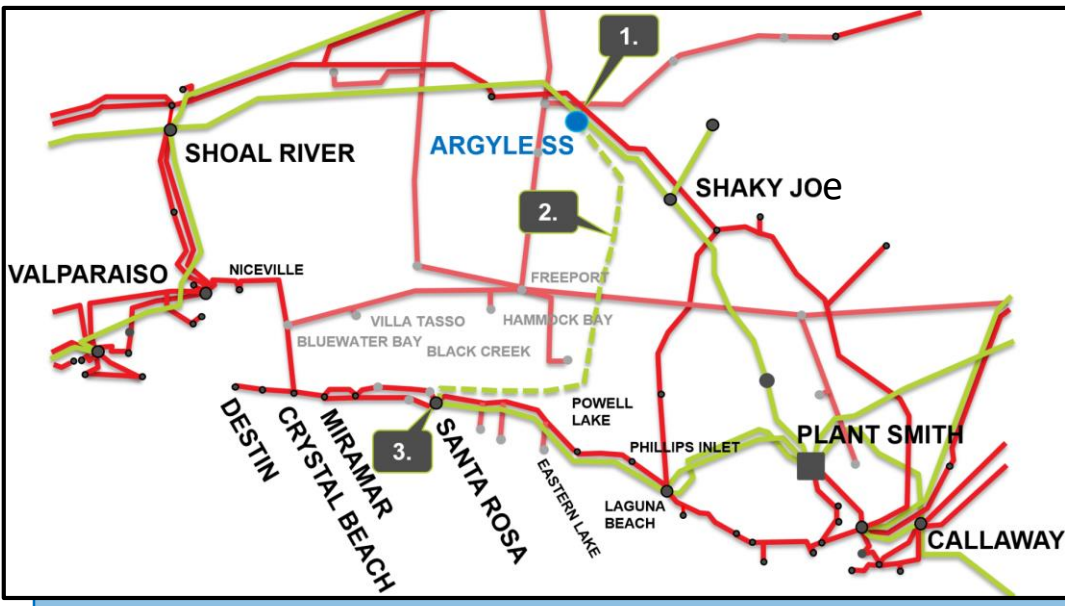 1.
ARGYLE SS
SHOAL RIVER
SHAKY JOe
2.
VALPARAISO
NICEVILLE
FREEPORT
VILLA TASSO
HAMMOCK BAY
BLUEWATER BAY
BLACK CREEK
DESTIN
CRYSTAL BEACH
MIRAMAR
3.
SANTA ROSA
EASTERN LAKE
POWELL
LAKE
PHILLIPS INLET
PLANT SMITH
LAGUNA
BEACH
CALLAWAY